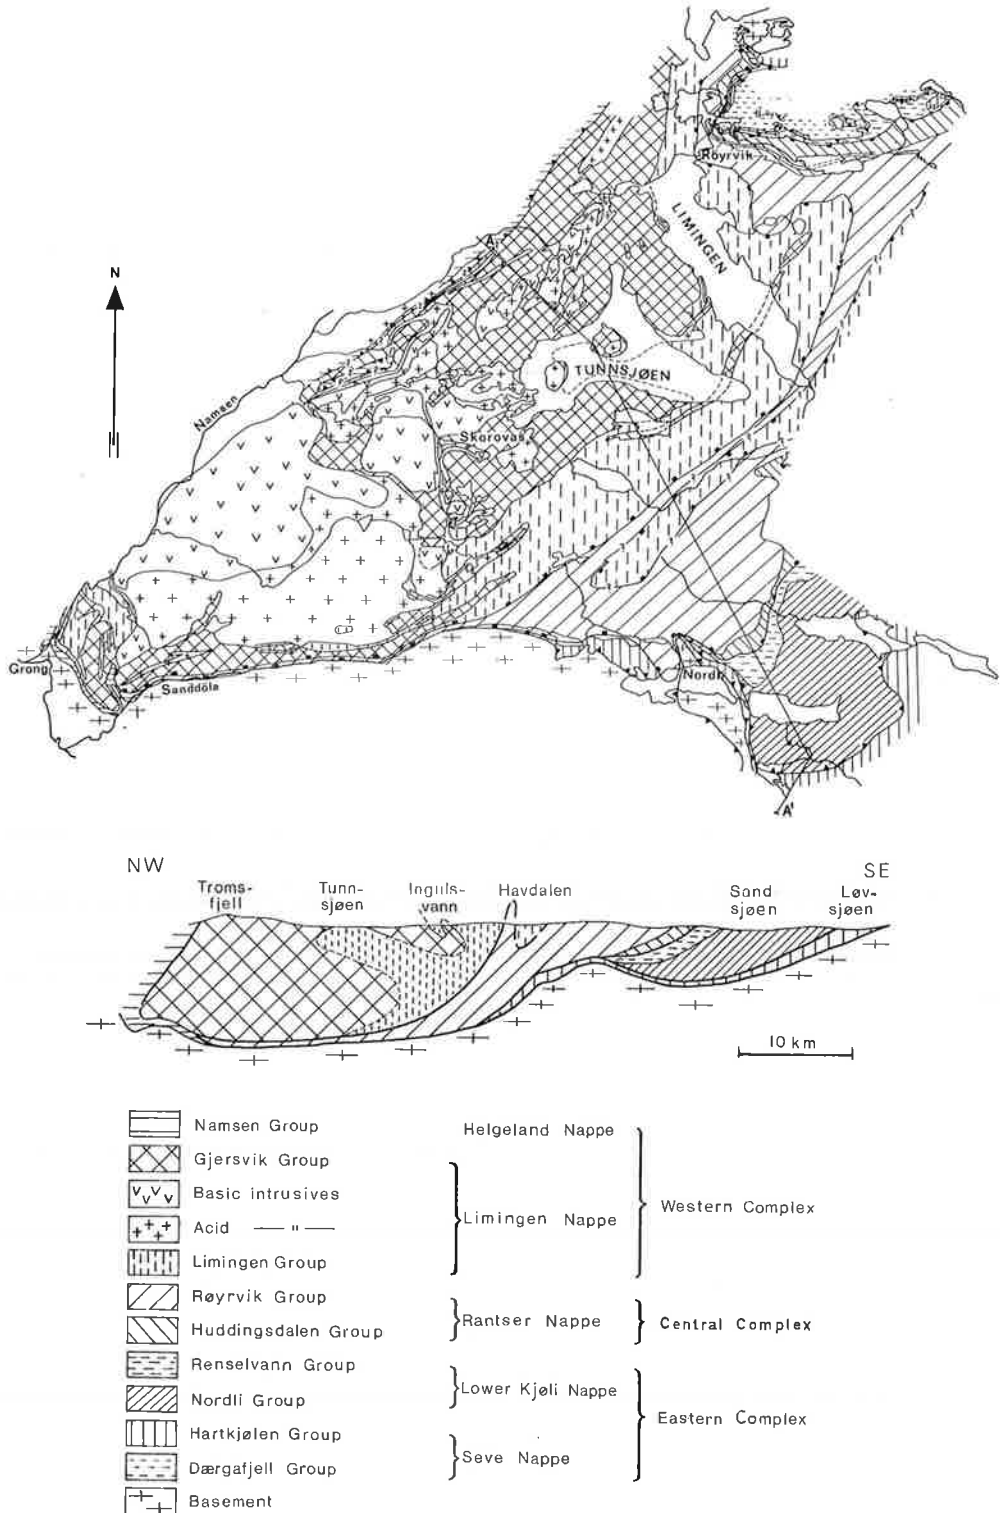 Røyrvik
LIMINGEN
A
N
TUNNSJØEN
Namsen
Skorovas
Grong
Sanddöla
Nordli
A'
NW
SE
Troms-
fjell
Tunn-
sjøen
Inguls-
vann
Havdalen
Sand
sjøen
Løv-
sjøen
10 km
Namsen Group
Helgeland Nappe
Gjersvik Group
Basic intrusives
Western Complex
Acid — " —
Limingen Nappe
Limingen Group
Røyrvik Group
Rantser Nappe
Central Complex
Huddingsdalen Group
Renselvann Group
Lower Kjøli Nappe
Nordli Group
Eastern Complex
Hartkjølen Group
Seve Nappe
Dærgafjell Group
Basement